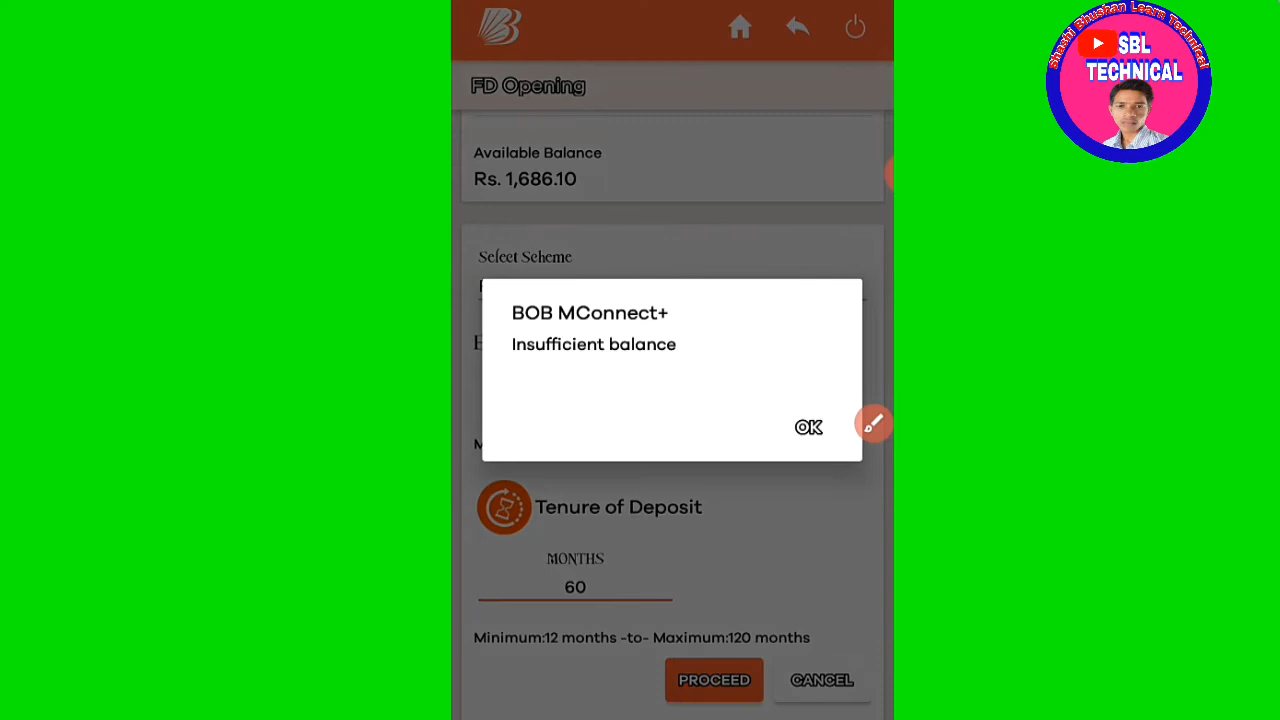 Shashi Bhushan Learn Technical
SBL
TECHNICAL
FD Opening
Available Balance
Rs. 1,686.10
Select Scheme
BOB MConnect+
Insufficient balance
OK
Tenure of Deposit
MONTHS
60
Minimum:12 months -to- Maximum:120 months
PROCEED
CANCEL